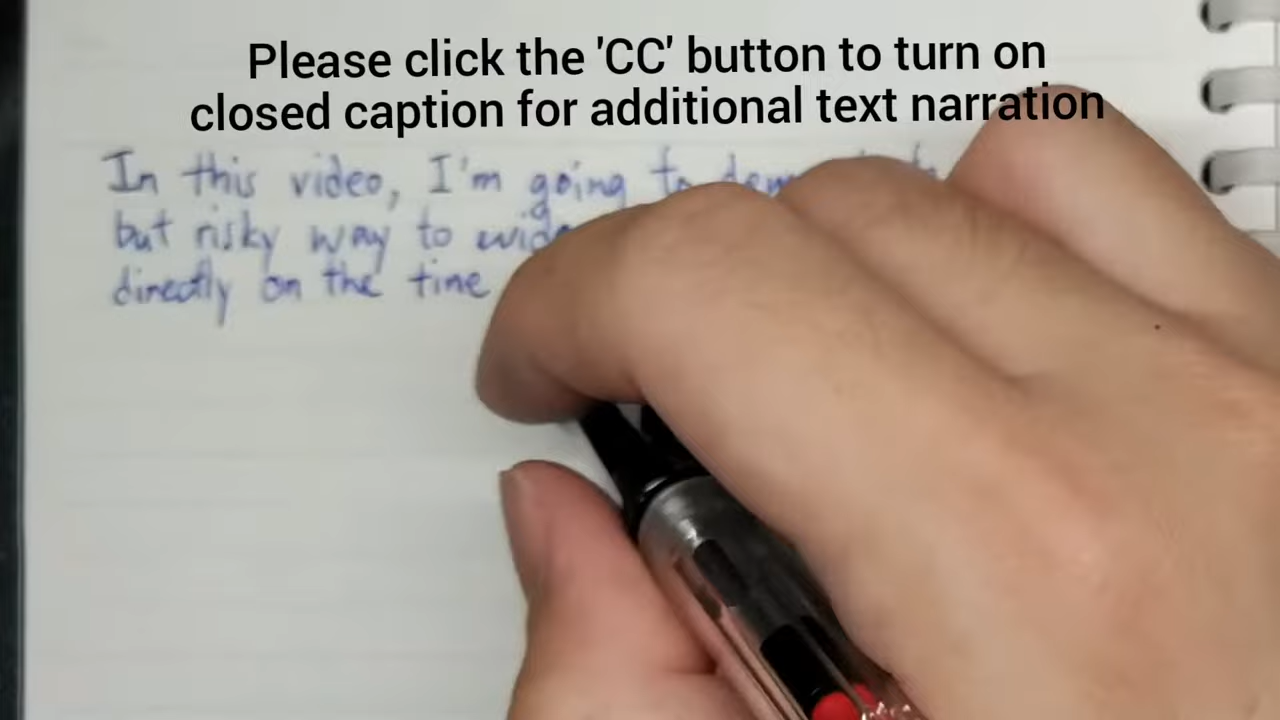 Please click the 'CC' button to turn on
closed caption for additional text narration
In this video, I'm going to
but risky way to
directly on the tine